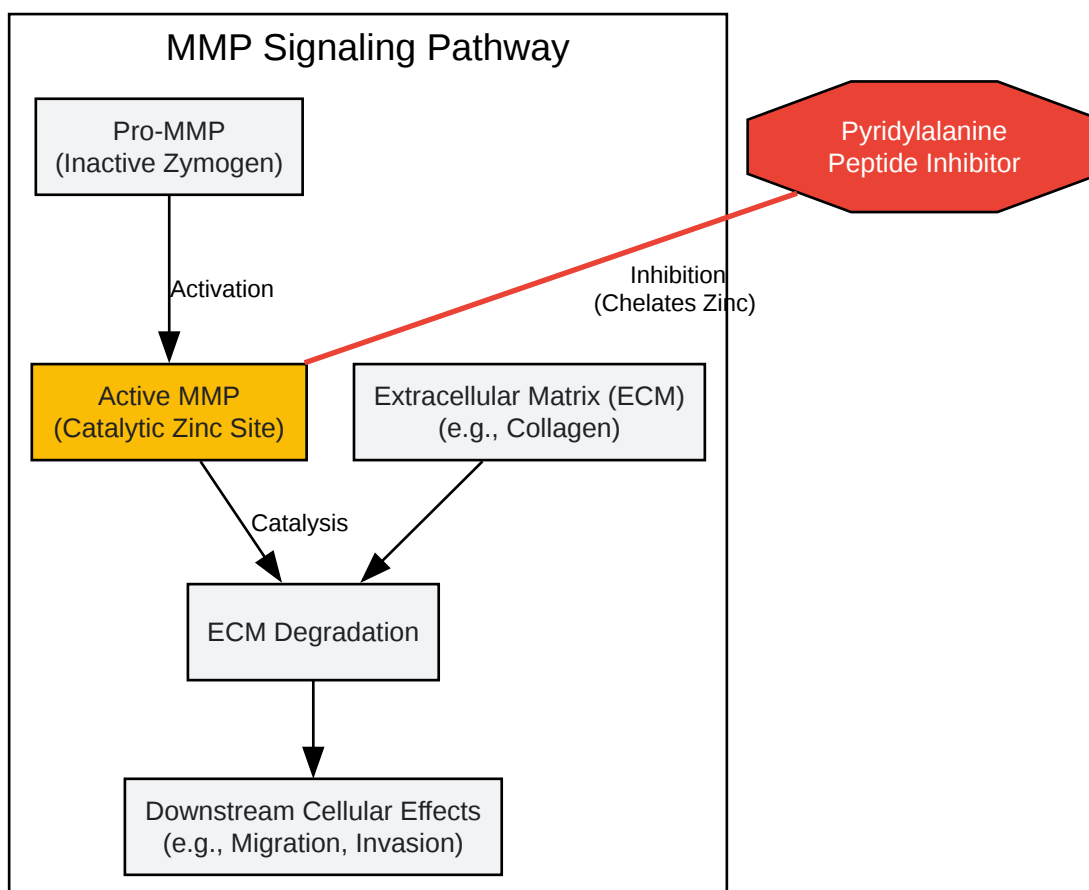 MMP Signaling Pathway
Pro-MMP
(Inactive Zymogen)
Pyridylalanine
Peptide Inhibitor
Activation
Inhibition
(Chelates Zinc)
Active MMP
(Catalytic Zinc Site)
Extracellular Matrix (ECM)
(e.g., Collagen)
Catalysis
ECM Degradation
Downstream Cellular Effects
(e.g., Migration, Invasion)